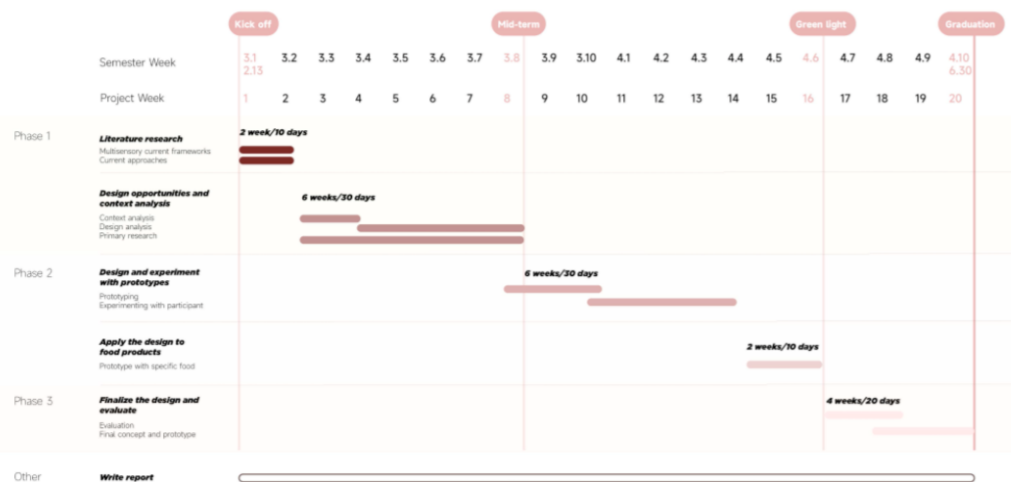 Kick off Mid-term Green light Graduation
Semester Week 3.1 3.2 3.3 3.4 3.5 3.6 3.7 3.8 3.9 3.10 4.1 4.2 4.3 4.4 4.5 4.6 4.7 4.8 4.9 4.10
2.13 6.30
Project Week 1 2 3 4 5 6 7 8 9 10 11 12 13 14 15 16 17 18 19 20
Phase 1
2 week/10 days
Literature research
Multisensory current frameworks
Current approaches
Design opportunities and
context analysis
6 weeks/30 days
Context analysis
Design analysis
Primary research
Phase 2
Design and experiment
with prototypes
6 weeks/30 days
Prototyping
Experimenting with participant
Apply the design to
food products
2 weeks/10 days
Prototype with specific food
Phase 3
Finalize the design and
evaluate
4 weeks/20 days
Evaluation
Final concept and prototype
Other
Write report